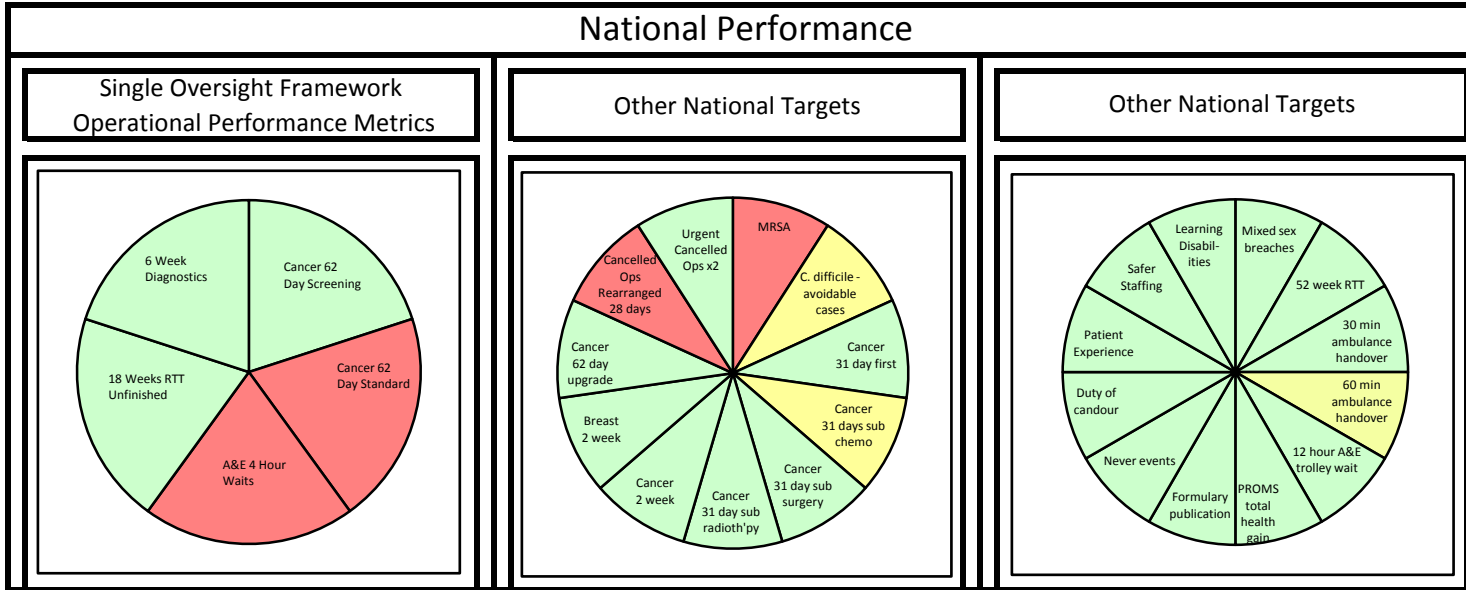 National Performance
Single Oversight Framework
Operational Performance Metrics
Other National Targets
Other National Targets
6 Week
Diagnostics
Cancer 62
Day Screening
Cancer 62
Day Standard
A&E 4 Hour
Waits
18 Weeks RTT
Unfinished
MRSA
C. difficile -
avoidable
cases
Cancer
31 day first
Cancer
31 days sub
chemo
Cancer
31 day sub
surgery
Cancer
31 day sub
radioth'py
Cancer
2 week
Breast
2 week
Cancer
62 day
upgrade
Cancelled
Ops
Rearranged
28 days
Urgent
Cancelled
Ops x2
Mixed sex
breaches
52 week RTT
30 min
ambulance
handover
60 min
ambulance
handover
12 hour A&E
trolley wait
PROMS
total
health
gain
Formulary
publication
Never events
Duty of
candour
Patient
Experience
Safer
Staffing
Learning
Disabil-
ities